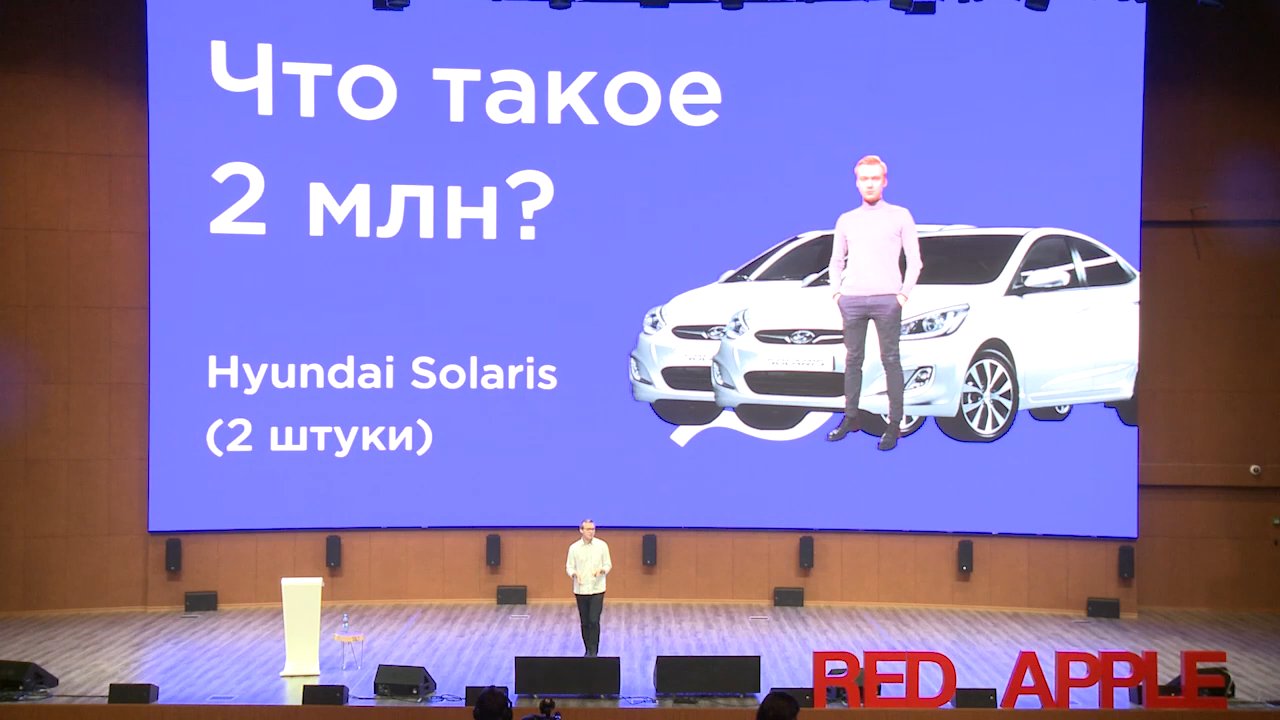 Что такое
2 млн?
Hyundai Solaris
(2 штуки)
RED APPLE